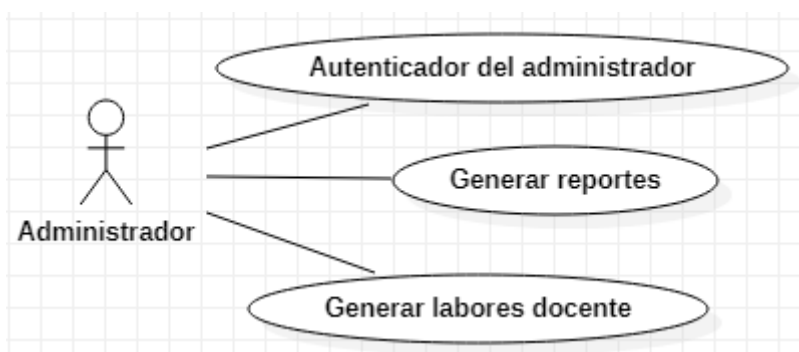 Autenticador del administrador
Generar reportes
Administrador
Generar labores docente